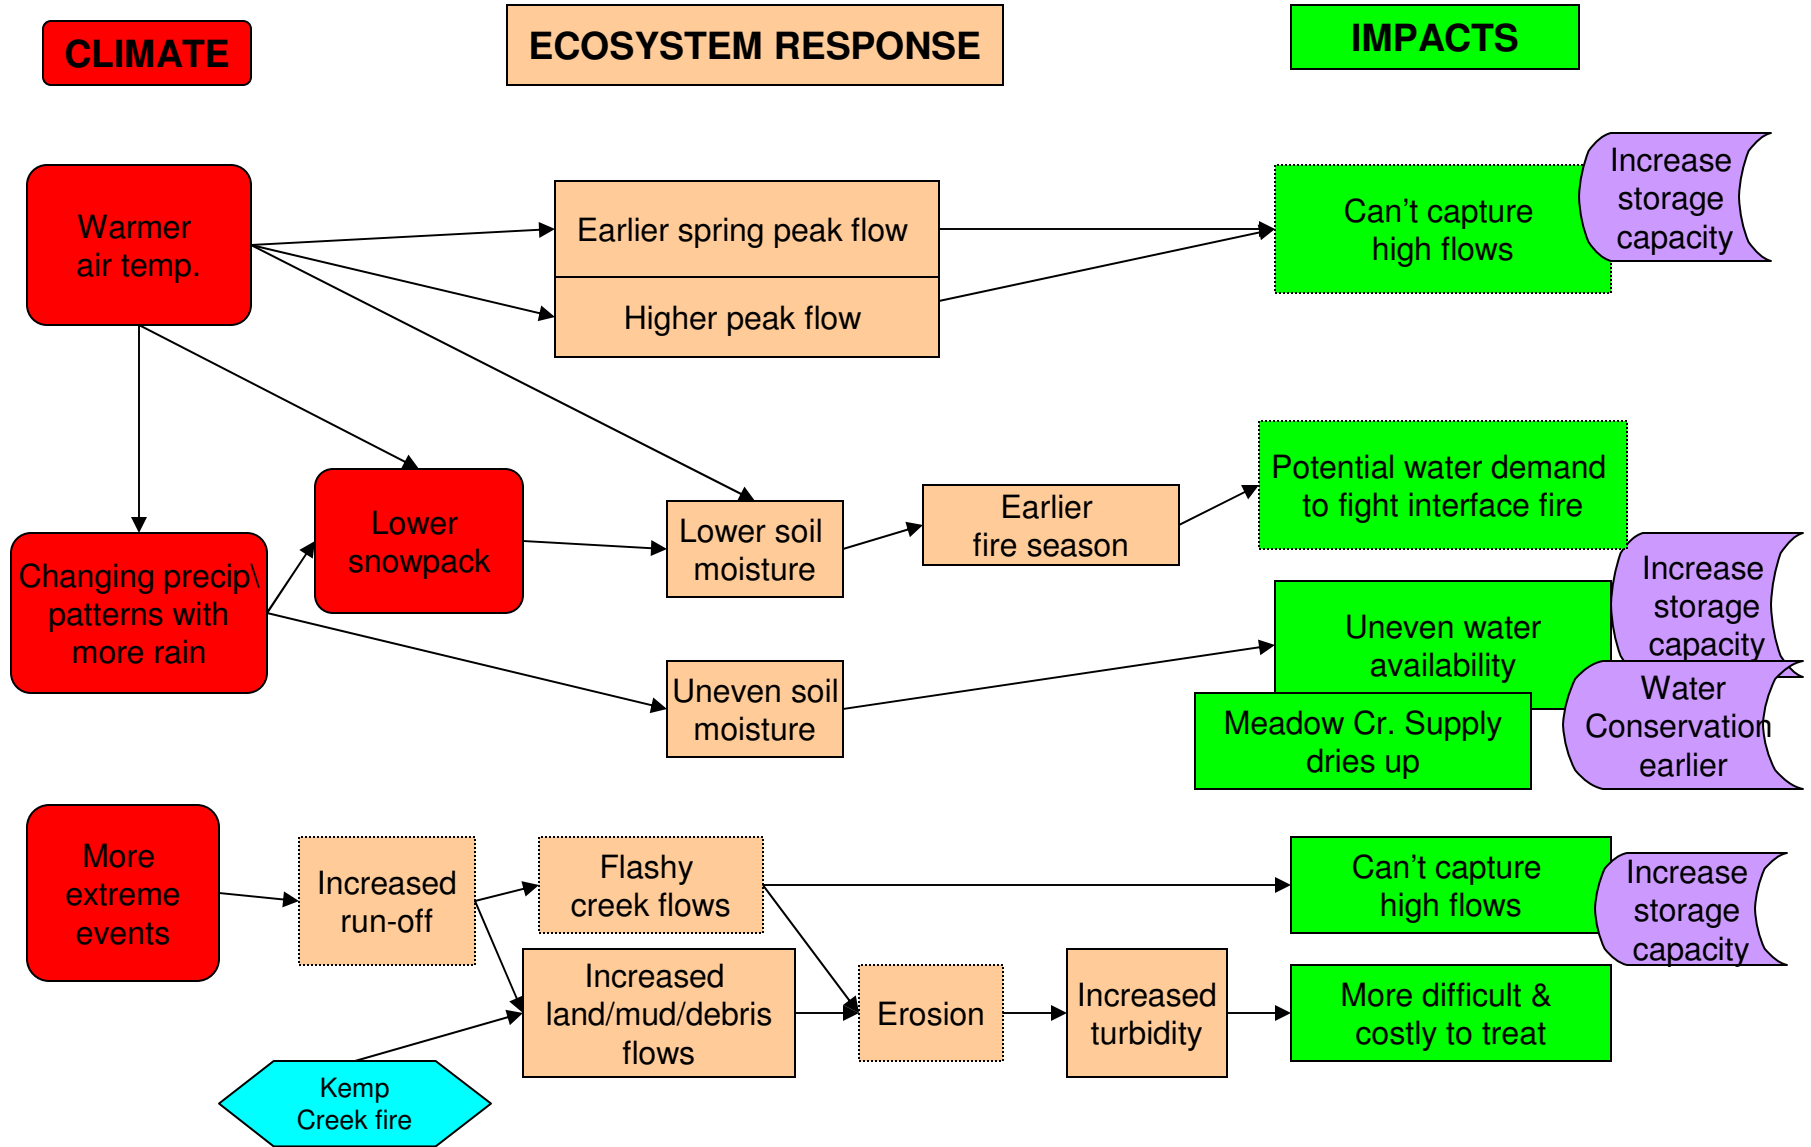 CLIMATE
ECOSYSTEM RESPONSE
IMPACTS
Warmer
air temp.
Earlier spring peak flow
Higher peak flow
Can't capture
high flows
Increase
storage
capacity
Changing precip\
patterns with
more rain
Lower
snowpack
Lower soil
moisture
Earlier
fire season
Potential water demand
to fight interface fire
Uneven soil
moisture
Uneven water
availability
Increase
storage
capacity
Meadow Cr. Supply
dries up
Water
Conservation
earlier
More
extreme
events
Increased
run-off
Flashy
creek flows
Can't capture
high flows
Increase
storage
capacity
Increased
land/mud/debris
flows
Erosion
Increased
turbidity
More difficult &
costly to treat
Kemp
Creek fire